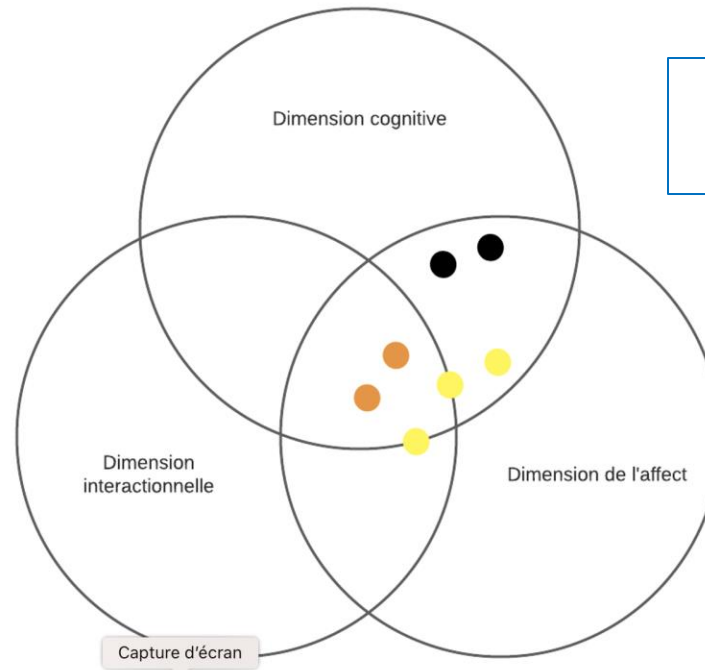 Dimension cognitive
Dimension
interactionnelle
Dimension de l'affect
Capture d'écran